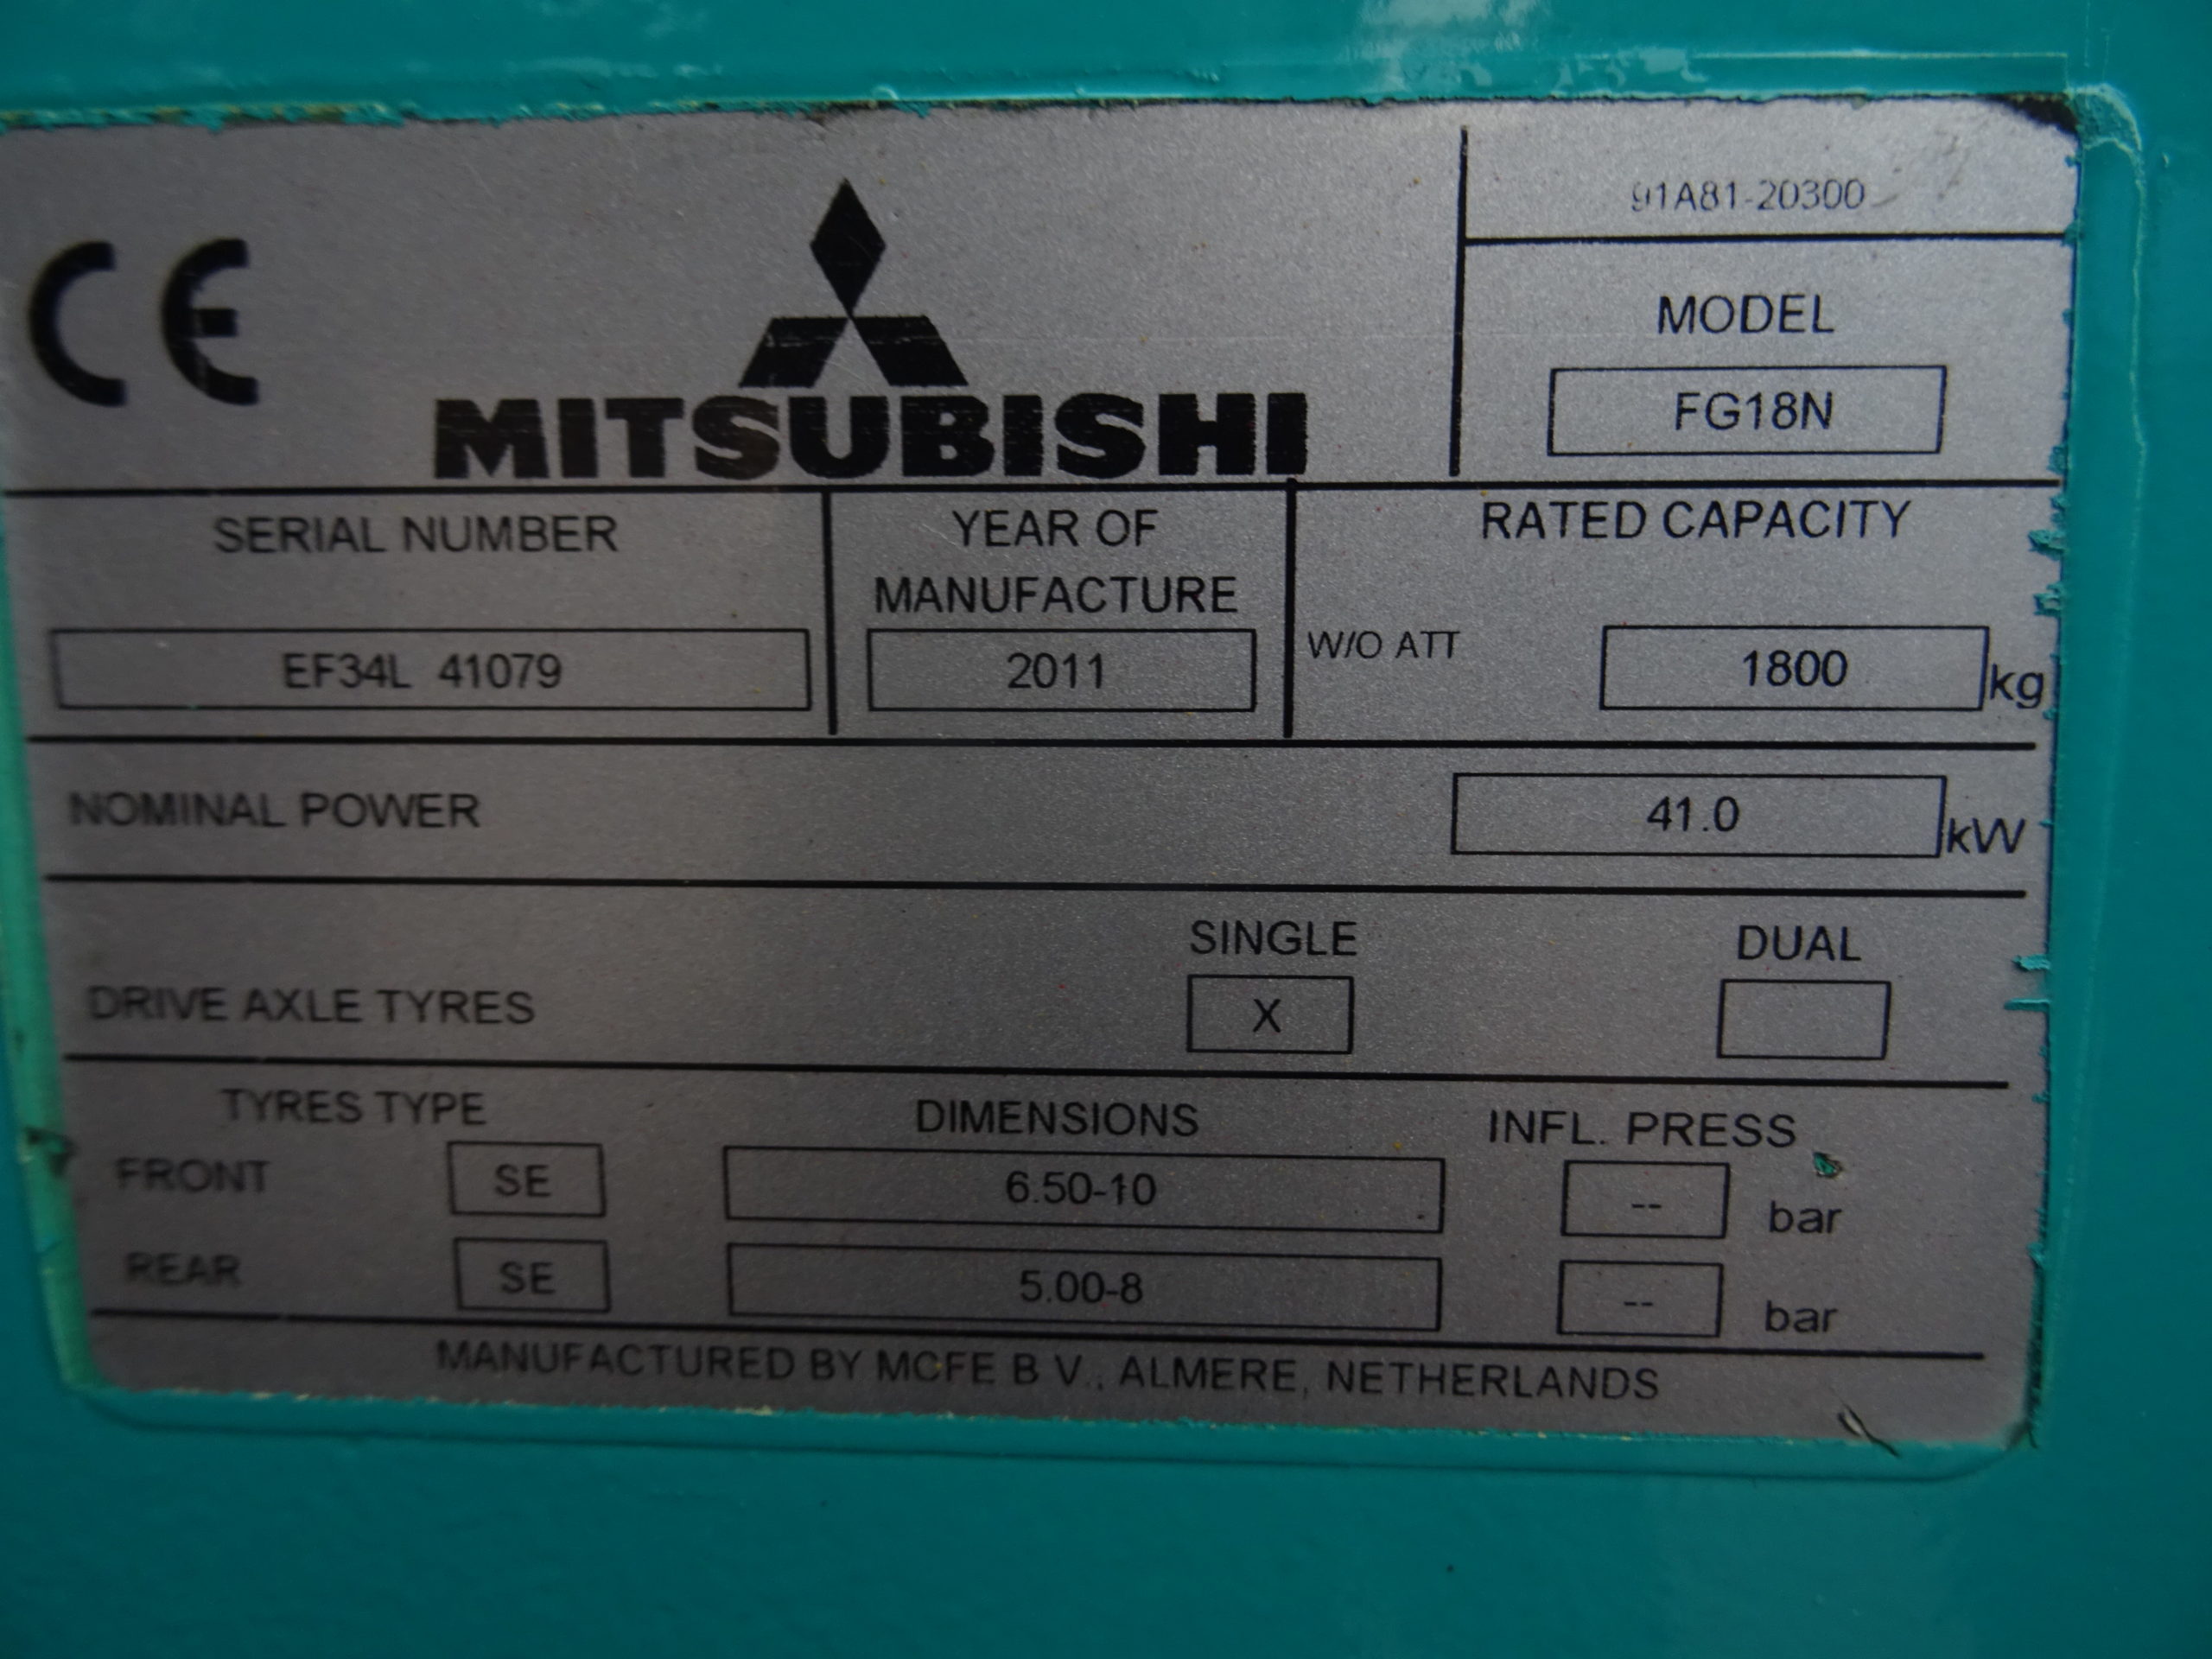 CE
MITSUBISHI
91A81-20300
MODEL
FG18N
SERIAL NUMBER
EF34L 41079
YEAR OF
MANUFACTURE
2011
RATED CAPACITY
W/O ATT 1800 kg
NOMINAL POWER 41.0 kW
SINGLE DUAL
DRIVE AXLE TYRES X
TYRES TYPE DIMENSIONS INFL. PRESS
FRONT SE 6.50-10 -- bar
REAR SE 5.00-8 -- bar
MANUFACTURED BY MCFE B.V., ALMERE, NETHERLANDS